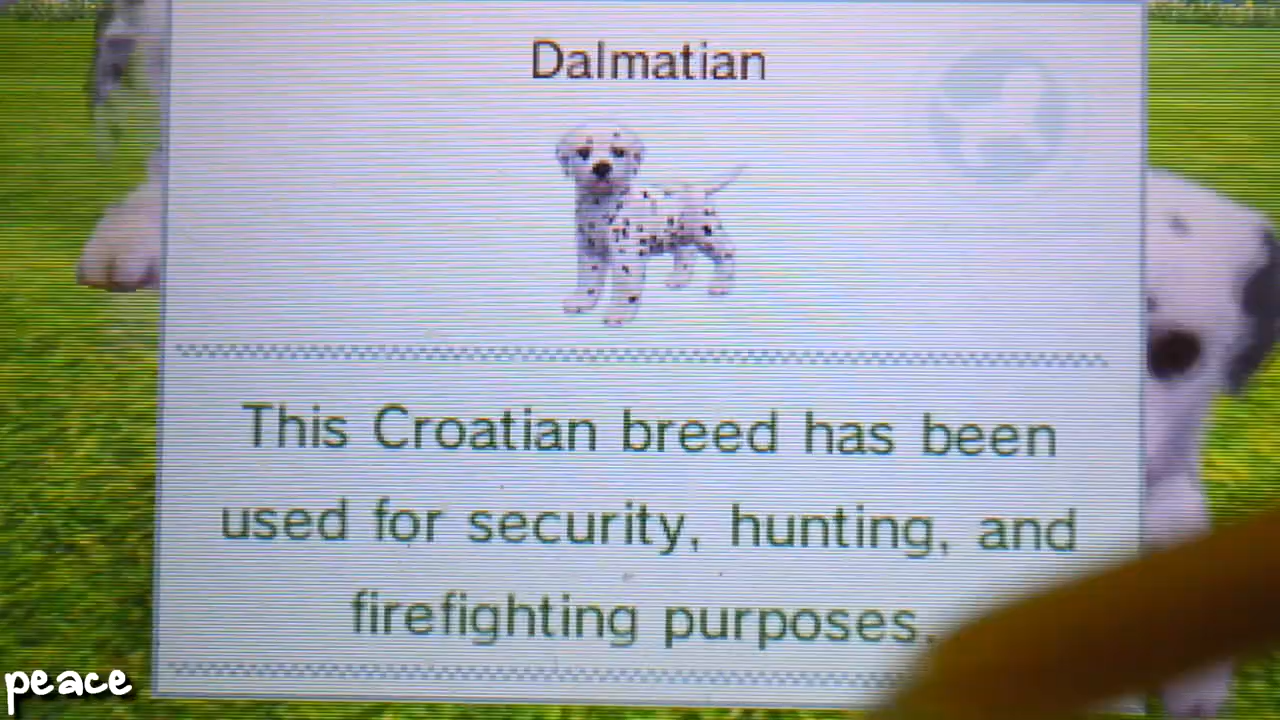 Dalmatian
This Croatian breed has been
used for security, hunting, and
firefighting purposes.
peace